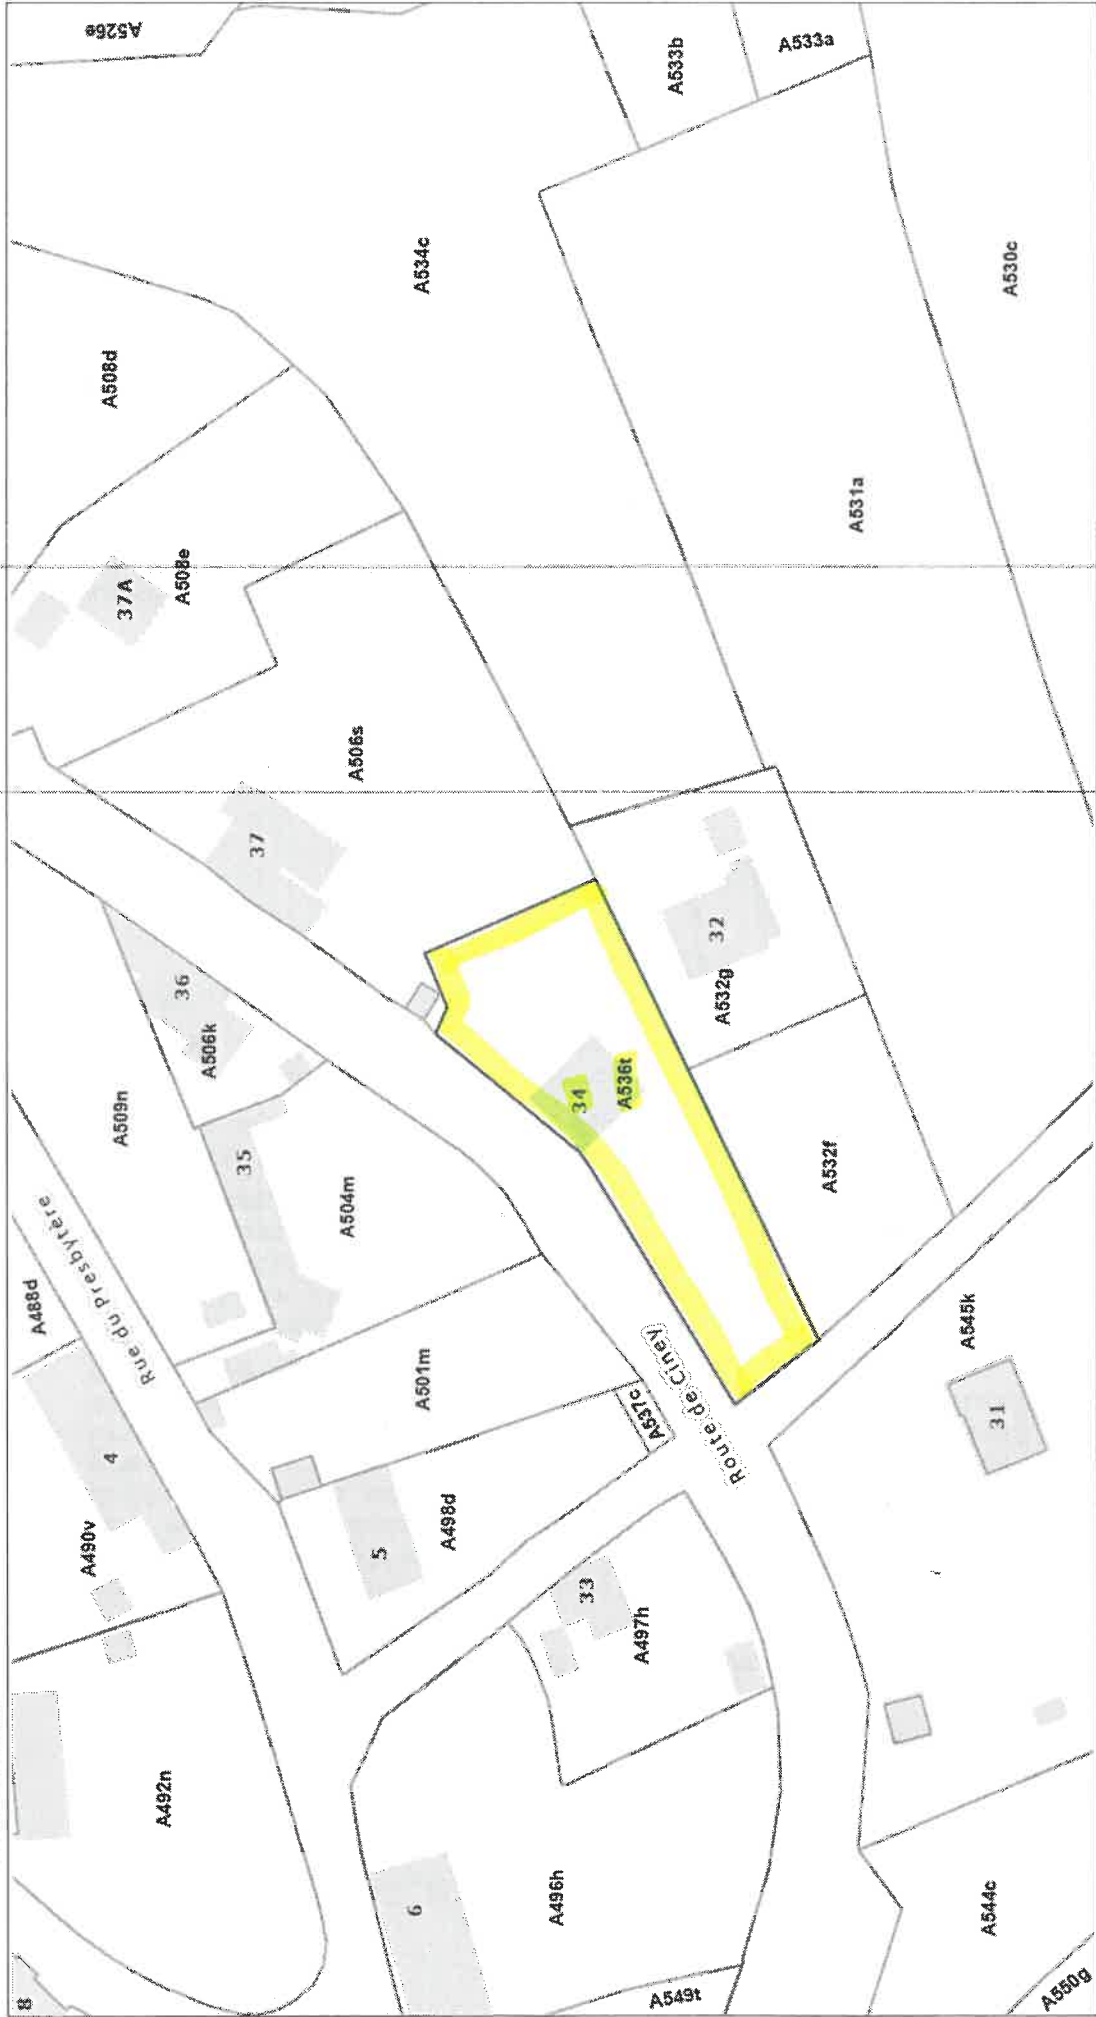 A526e
A533b
A533a
A534c
A530c
A508d
A531a
37A
A508e
A506s
37
36
A506k
A509n
35
A504m
32
A532g
34
A536t
A532f
Rue du Presbytère
A488d
A501m
A537c
Route de Ciney
A545k
31
4
A490v
5
A498d
33
A497h
A492n
6
A496h
A549t
A544c
A550g
8